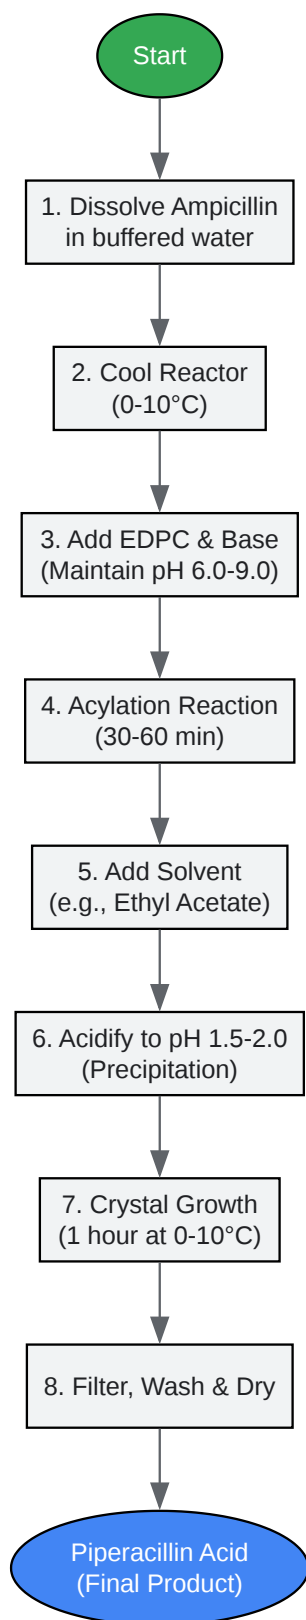 Start
1. Dissolve Ampicillin
in buffered water
2. Cool Reactor
(0-10°C)
3. Add EDPC & Base
(Maintain pH 6.0-9.0)
4. Acylation Reaction
(30-60 min)
5. Add Solvent
(e.g., Ethyl Acetate)
6. Acidify to pH 1.5-2.0
(Precipitation)
7. Crystal Growth
(1 hour at 0-10°C)
8. Filter, Wash & Dry
Piperacillin Acid
(Final Product)